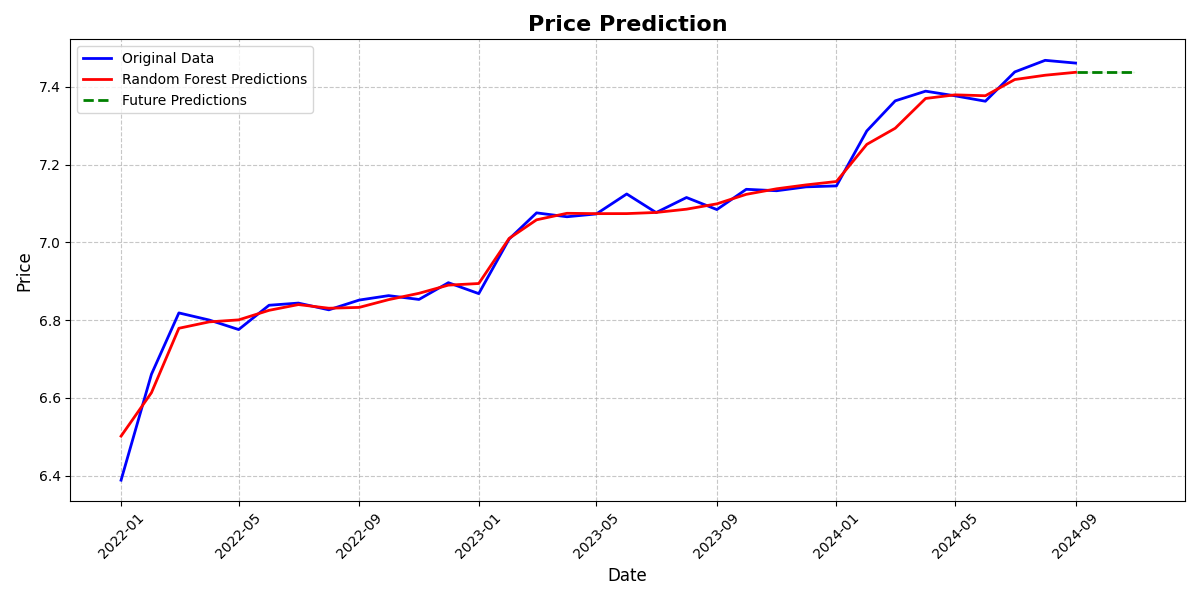 Price Prediction
Original Data
Random Forest Predictions
Future Predictions
Price
7.4
7.2
7.0
6.8
6.6
6.4
2022-01
2022-05
2022-09
2023-01
2023-05
2023-09
2024-01
2024-05
2024-09
Date